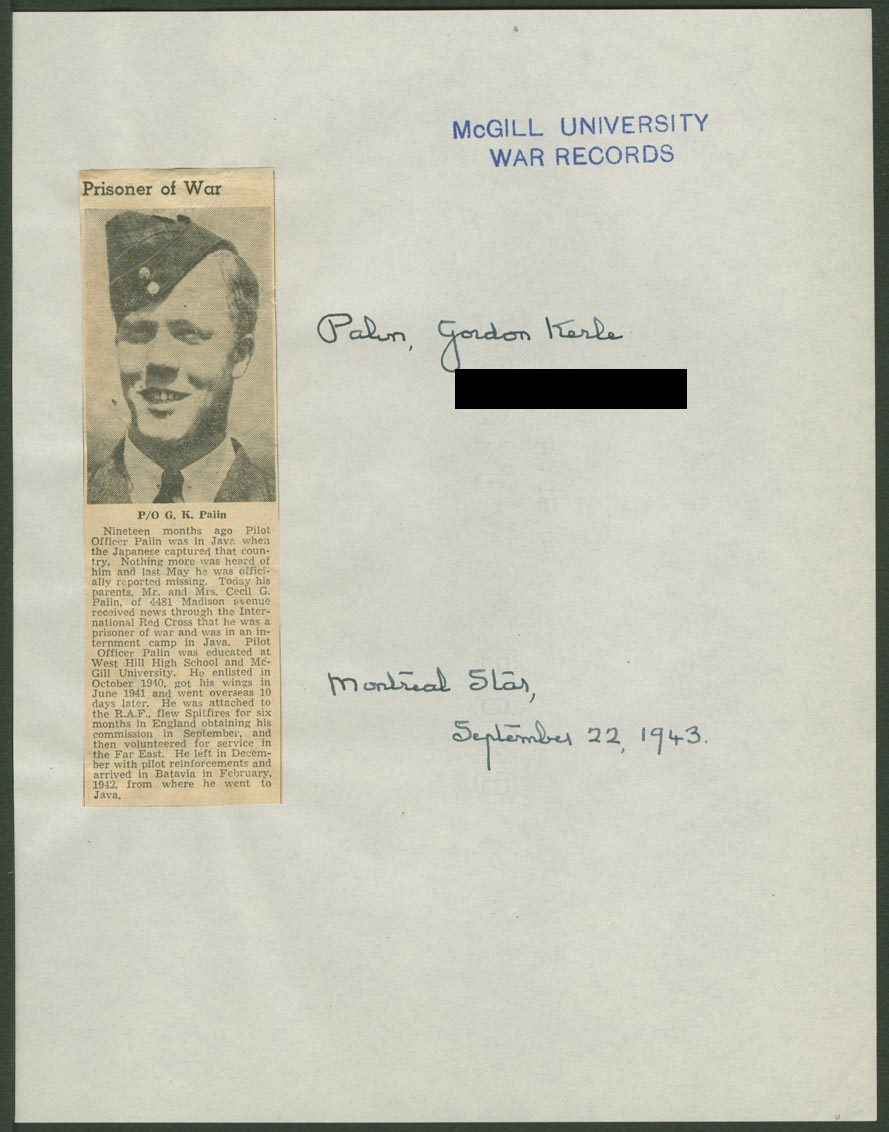 McGILL UNIVERSITY
WAR RECORDS
Prisoner of War
P/O G. K. Palin
Nineteen months ago Pilot
Officer Palin was in Java when
the Japanese captured that coun-
try. Nothing more was heard of
him and last May he was offici-
ally reported missing. Today his
parents, Mr. and Mrs. Cecil G.
Palin, of 4481 Madison avenue
received news through the Inter-
national Red Cross that he was a
prisoner of war and was in an in-
ternment camp in Java. Pilot
Officer Palin was educated at
West Hill High School and Mc-
Gill University. He enlisted in
October 1940, got his wings in
June 1941 and went overseas 10
days later. He was attached to
the R.A.F., flew Spitfires for six
months in England obtaining his
commission in September, and
then volunteered for service in
the Far East. He left in Decem-
ber with pilot reinforcements and
arrived in Batavia in February,
1942, from where he went to
Java.
Palin, Gordon Kerle
Montreal Star,
September 22, 1943.